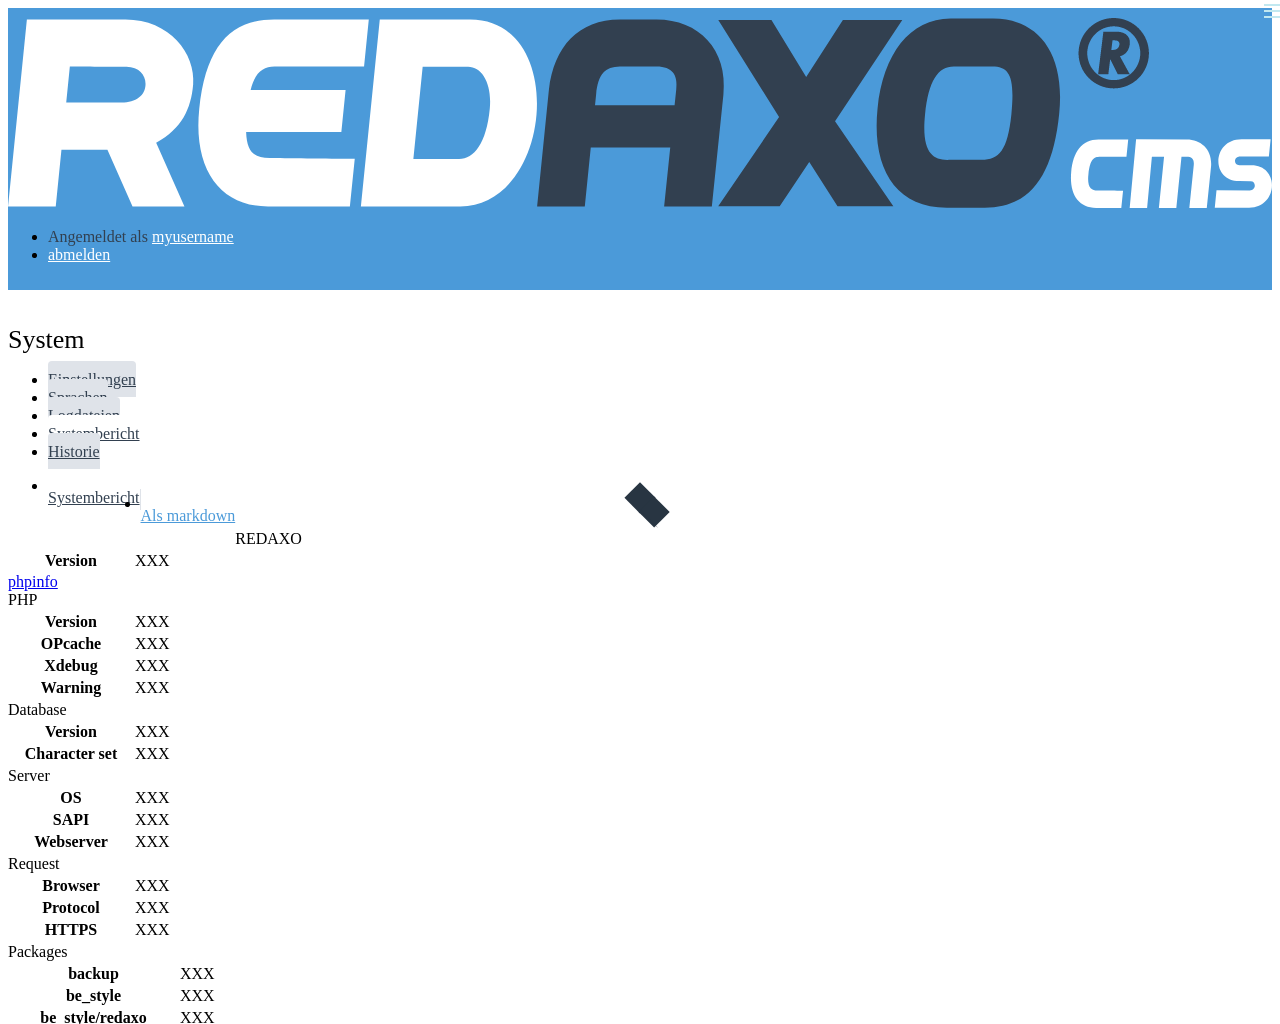 REDAXO®
cms
Angemeldet als myusername
abmelden
System
Einstellungen
Sprachen
Logdateien
Systembericht
Historie
Systembericht
Als markdown
REDAXO
Version XXX
phpinfo
PHP
Version XXX
OPcache XXX
Xdebug XXX
Warning XXX
Database
Version XXX
Character set XXX
Server
OS XXX
SAPI XXX
Webserver XXX
Request
Browser XXX
Protocol XXX
HTTPS XXX
Packages
backup XXX
be_style XXX
be_style/redaxo XXX